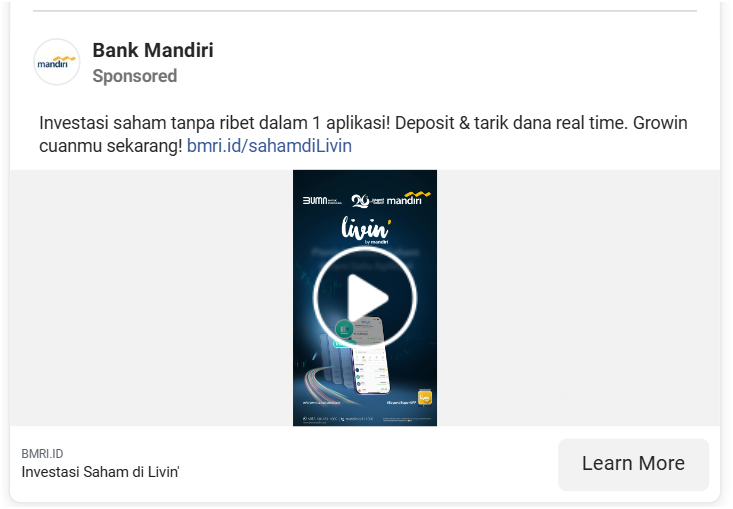 Bank Mandiri
mandiri
Sponsored
Investasi saham tanpa ribet dalam 1 aplikasi! Deposit & tarik dana real time. Growin
cuanmu sekarang! bmri.id/sahamdiLivin
BUMN mandiri
livin'
by mandiri
BMRI.ID
Investasi Saham di Livin'
Learn More